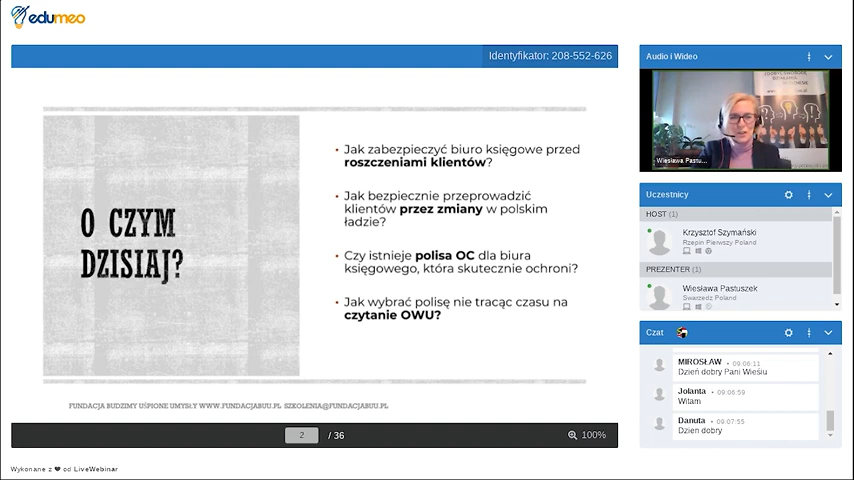 edumeo
Identyfikator: 208-552-626
O CZYM
DZISIAJ?
• Jak zabezpieczyć biuro księgowe przed
roszczeniami klientów?
• Jak bezpiecznie przeprowadzić
klientów przez zmiany w polskim
ładzie?
• Czy istnieje polisa OC dla biura
księgowego, która skutecznie ochroni?
• Jak wybrać polisę nie tracąc czasu na
czytanie OWU?
FUNDACJA BUDZIMY UŚPIONE UMYSŁY WWW.FUNDACJABUU.PL SZKOLENIA@FUNDACJABUU.PL
2 / 36
100%
Wykonane z ❤ od LiveWebinar
Audio i Wideo
Wiesława Pastu...
Uczestnicy
HOST (1)
Krzysztof Szymański
Rzepin Pierwszy Poland
PREZENTER (1)
Wiesława Pastuszek
Swarzedz Poland
Czat
MIROSŁAW • 09:06:11
Dzień dobry Pani Wiesiu
Jolanta • 09:06:59
Witam
Danuta • 09:07:55
Dzien dobry